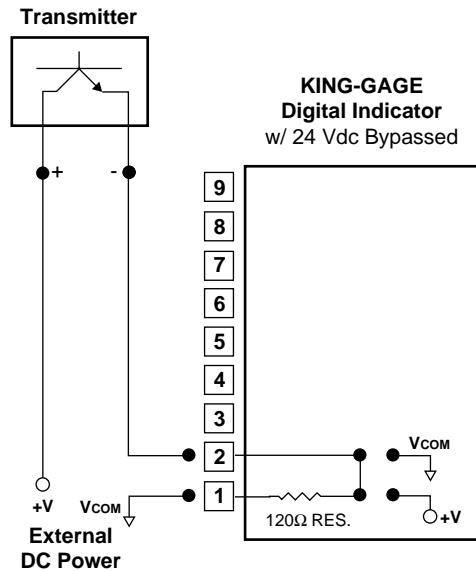 Transmitter
KING-GAGE
Digital Indicator
w/ 24 Vdc Bypassed
+
-
9
8
7
6
5
4
3
2
1
VCOM
+V
External
DC Power
VCOM
120Ω RES.
+V